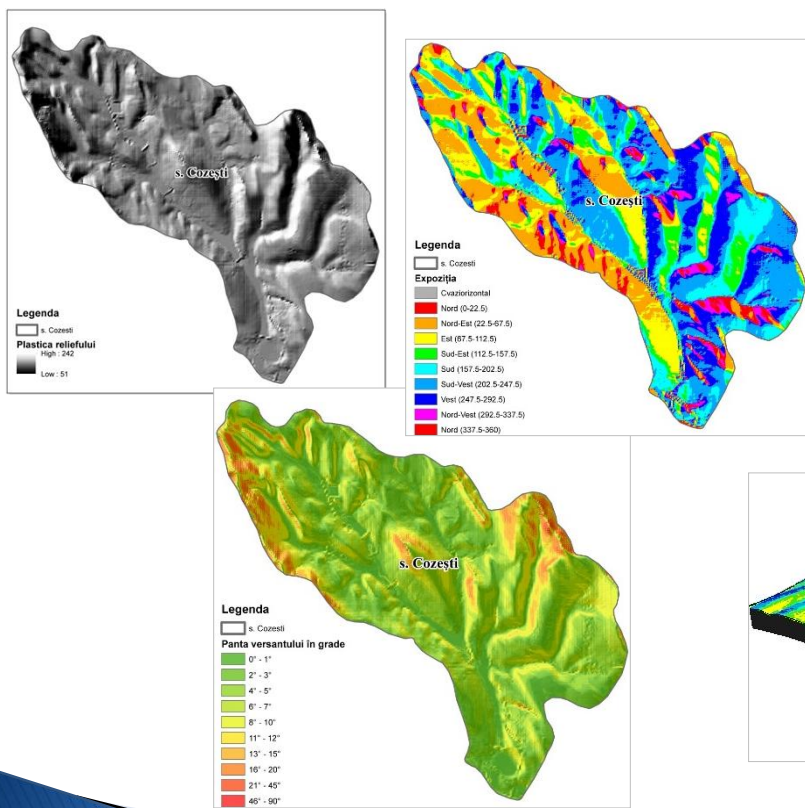 s. Cozești
Legenda
s. Cozesti
Plastica reliefului
High : 242
Low : 51
s. Cozești
Legenda
s. Cozesti
Expoziția
Cvaziorizontal
Nord (0-22.5)
Nord-Est (22.5-67.5)
Est (67.5-112.5)
Sud-Est (112.5-157.5)
Sud (157.5-202.5)
Sud-Vest (202.5-247.5)
Vest (247.5-292.5)
Nord-Vest (292.5-337.5)
Nord (337.5-360)
s. Cozești
Legenda
s. Cozesti
Panta versantului în grade
0° - 1°
2° - 3°
4° - 5°
6° - 7°
8° - 10°
11° - 12°
13° - 15°
16° - 20°
21° - 45°
46° - 90°